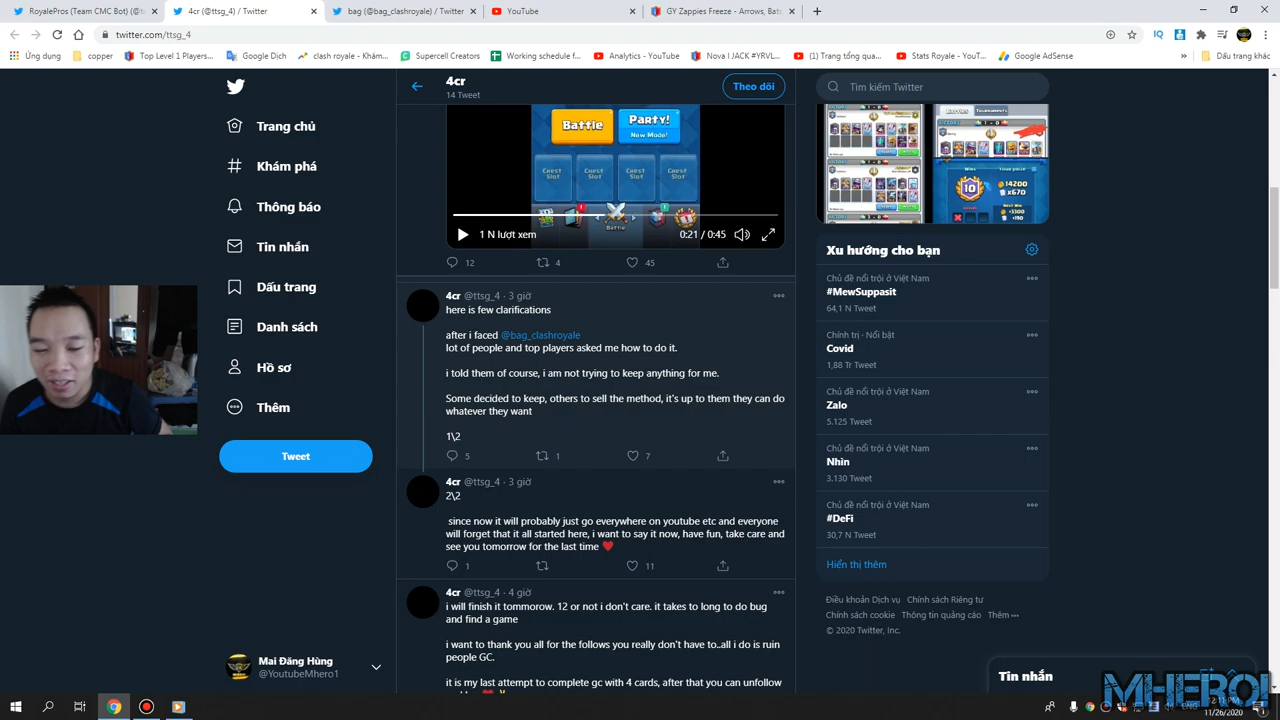 RoyalePros (Team CMC Bot) (@s
4cr (@ttsg_4) / Twitter
bag (@bag_clashroyale) / Twitter
YouTube
GY Zappies Freeze - Arrows, Bats
twitter.com/ttsg_4
Ứng dụng
copper
Top Level 1 Players...
Google Dịch
clash royale - Khám...
Supercell Creators
Working schedule f...
Analytics - YouTube
Nova I JACK #YRVL...
(1) Trang tổng qua...
Stats Royale - YouT...
Google AdSense
Dấu trang khác
4cr
14 Tweet
Theo dõi
Tìm kiếm Twitter
Trang chủ
Khám phá
Thông báo
Tin nhắn
Dấu trang
Danh sách
Hồ sơ
Thêm
Tweet
Mai Đăng Hùng
@YoutubeMhero1
Battle
Party!
New Mode!
Chest Slot
Chest Slot
Chest Slot
Chest Slot
Battle
1 N lượt xem
0:21 / 0:45
12
4
45
4cr @ttsg_4 · 3 giờ
here is few clarifications
after i faced @bag_clashroyale
lot of people and top players asked me how to do it.
i told them of course, i am not trying to keep anything for me.
Some decided to keep, others to sell the method, it's up to them they can do
whatever they want
1\2
5
1
7
4cr @ttsg_4 · 3 giờ
2\2
since now it will probably just go everywhere on youtube etc and everyone
will forget that it all started here, i want to say it now, have fun, take care and
see you tomorrow for the last time ❤️
1
11
4cr @ttsg_4 · 4 giờ
i will finish it tommorow. 12 or not i don't care. it takes to long to do bug
and find a game
i want to thank you all for the follows you really don't have to..all i do is ruin
people GC.
it is my last attempt to complete gc with 4 cards, after that you can unfollow
10
14200
x670
+3300
x190
Xu hướng cho bạn
Chủ đề nổi trội ở Việt Nam
#MewSuppasit
64,1 N Tweet
Chính trị · Nổi bật
Covid
1,88 Tr Tweet
Chủ đề nổi trội ở Việt Nam
Zalo
5.125 Tweet
Chủ đề nổi trội ở Việt Nam
Nhìn
3.130 Tweet
Chủ đề nổi trội ở Việt Nam
#DeFi
30,7 N Tweet
Hiển thị thêm
Điều khoản Dịch vụ Chính sách Riêng tư
Chính sách cookie Thông tin quảng cáo Thêm
© 2020 Twitter, Inc.
Tin nhắn
MHERO1
11/26/2020